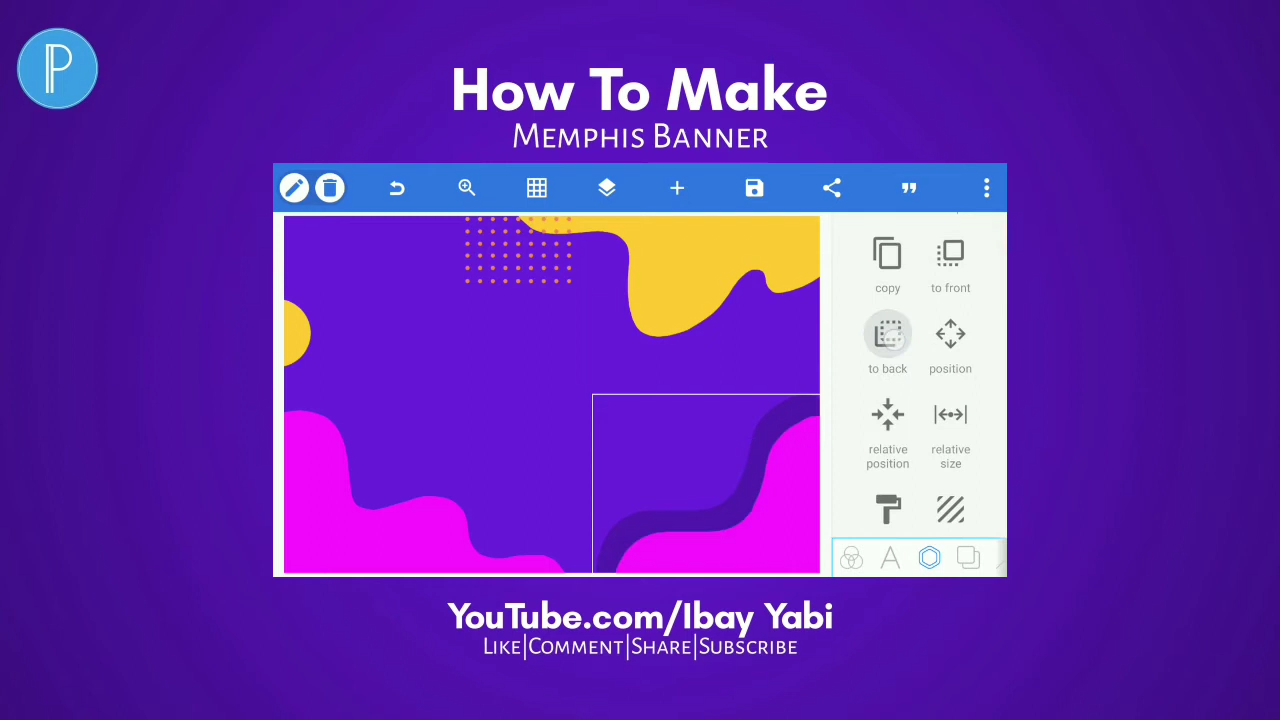 P
How To Make
Memphis Banner
copy
to front
to back
position
relative
position
relative
size
A
YouTube.com/Ibay Yabi
Like|Comment|Share|Subscribe